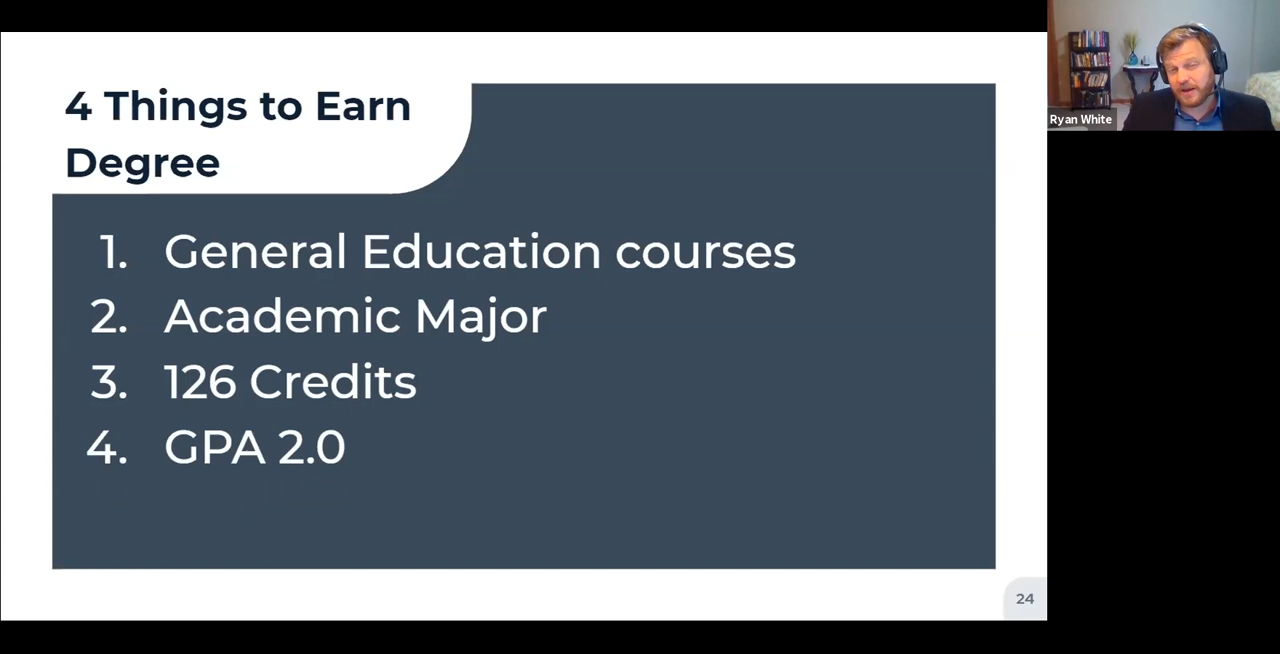 4 Things to Earn
Degree
1. General Education courses
2. Academic Major
3. 126 Credits
4. GPA 2.0
24
Ryan White